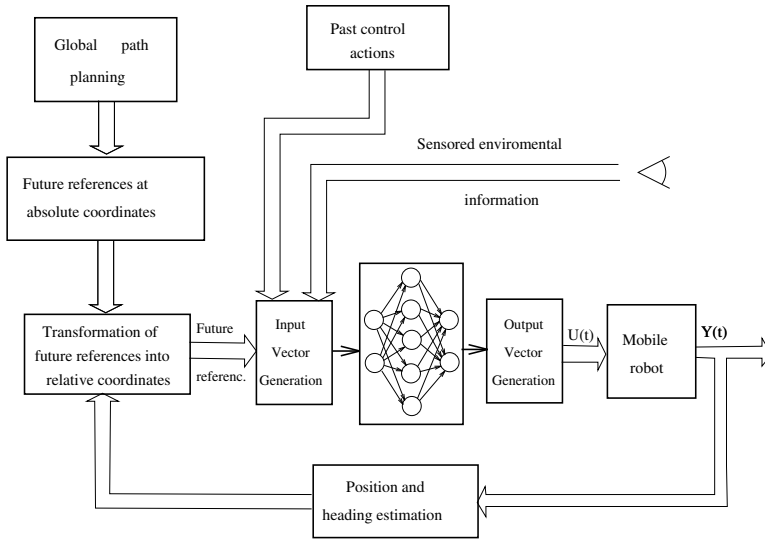 Global path
planning
Past control
actions
Sensored enviromental
information
Future references at
absolute coordinates
Transformation of
future references into
relative coordinates
Future
referenc.
Input
Vector
Generation
Output
Vector
Generation
U(t)
Mobile
robot
Y(t)
Position and
heading estimation